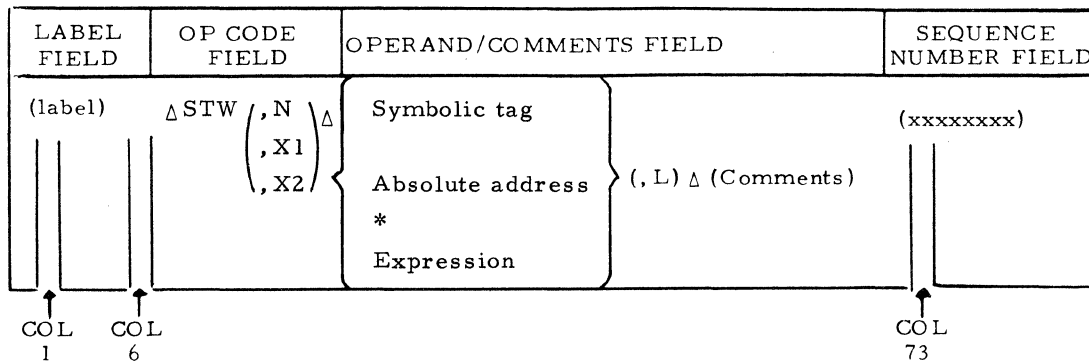 LABEL FIELD
OP CODE FIELD
OPERAND/COMMENTS FIELD
SEQUENCE NUMBER FIELD
(label)
Δ STW (, N , X1 , X2) Δ
Symbolic tag
Absolute address
*
Expression
(, L) Δ (Comments)
(xxxxxxxx)
COL 1
COL 6
COL 73